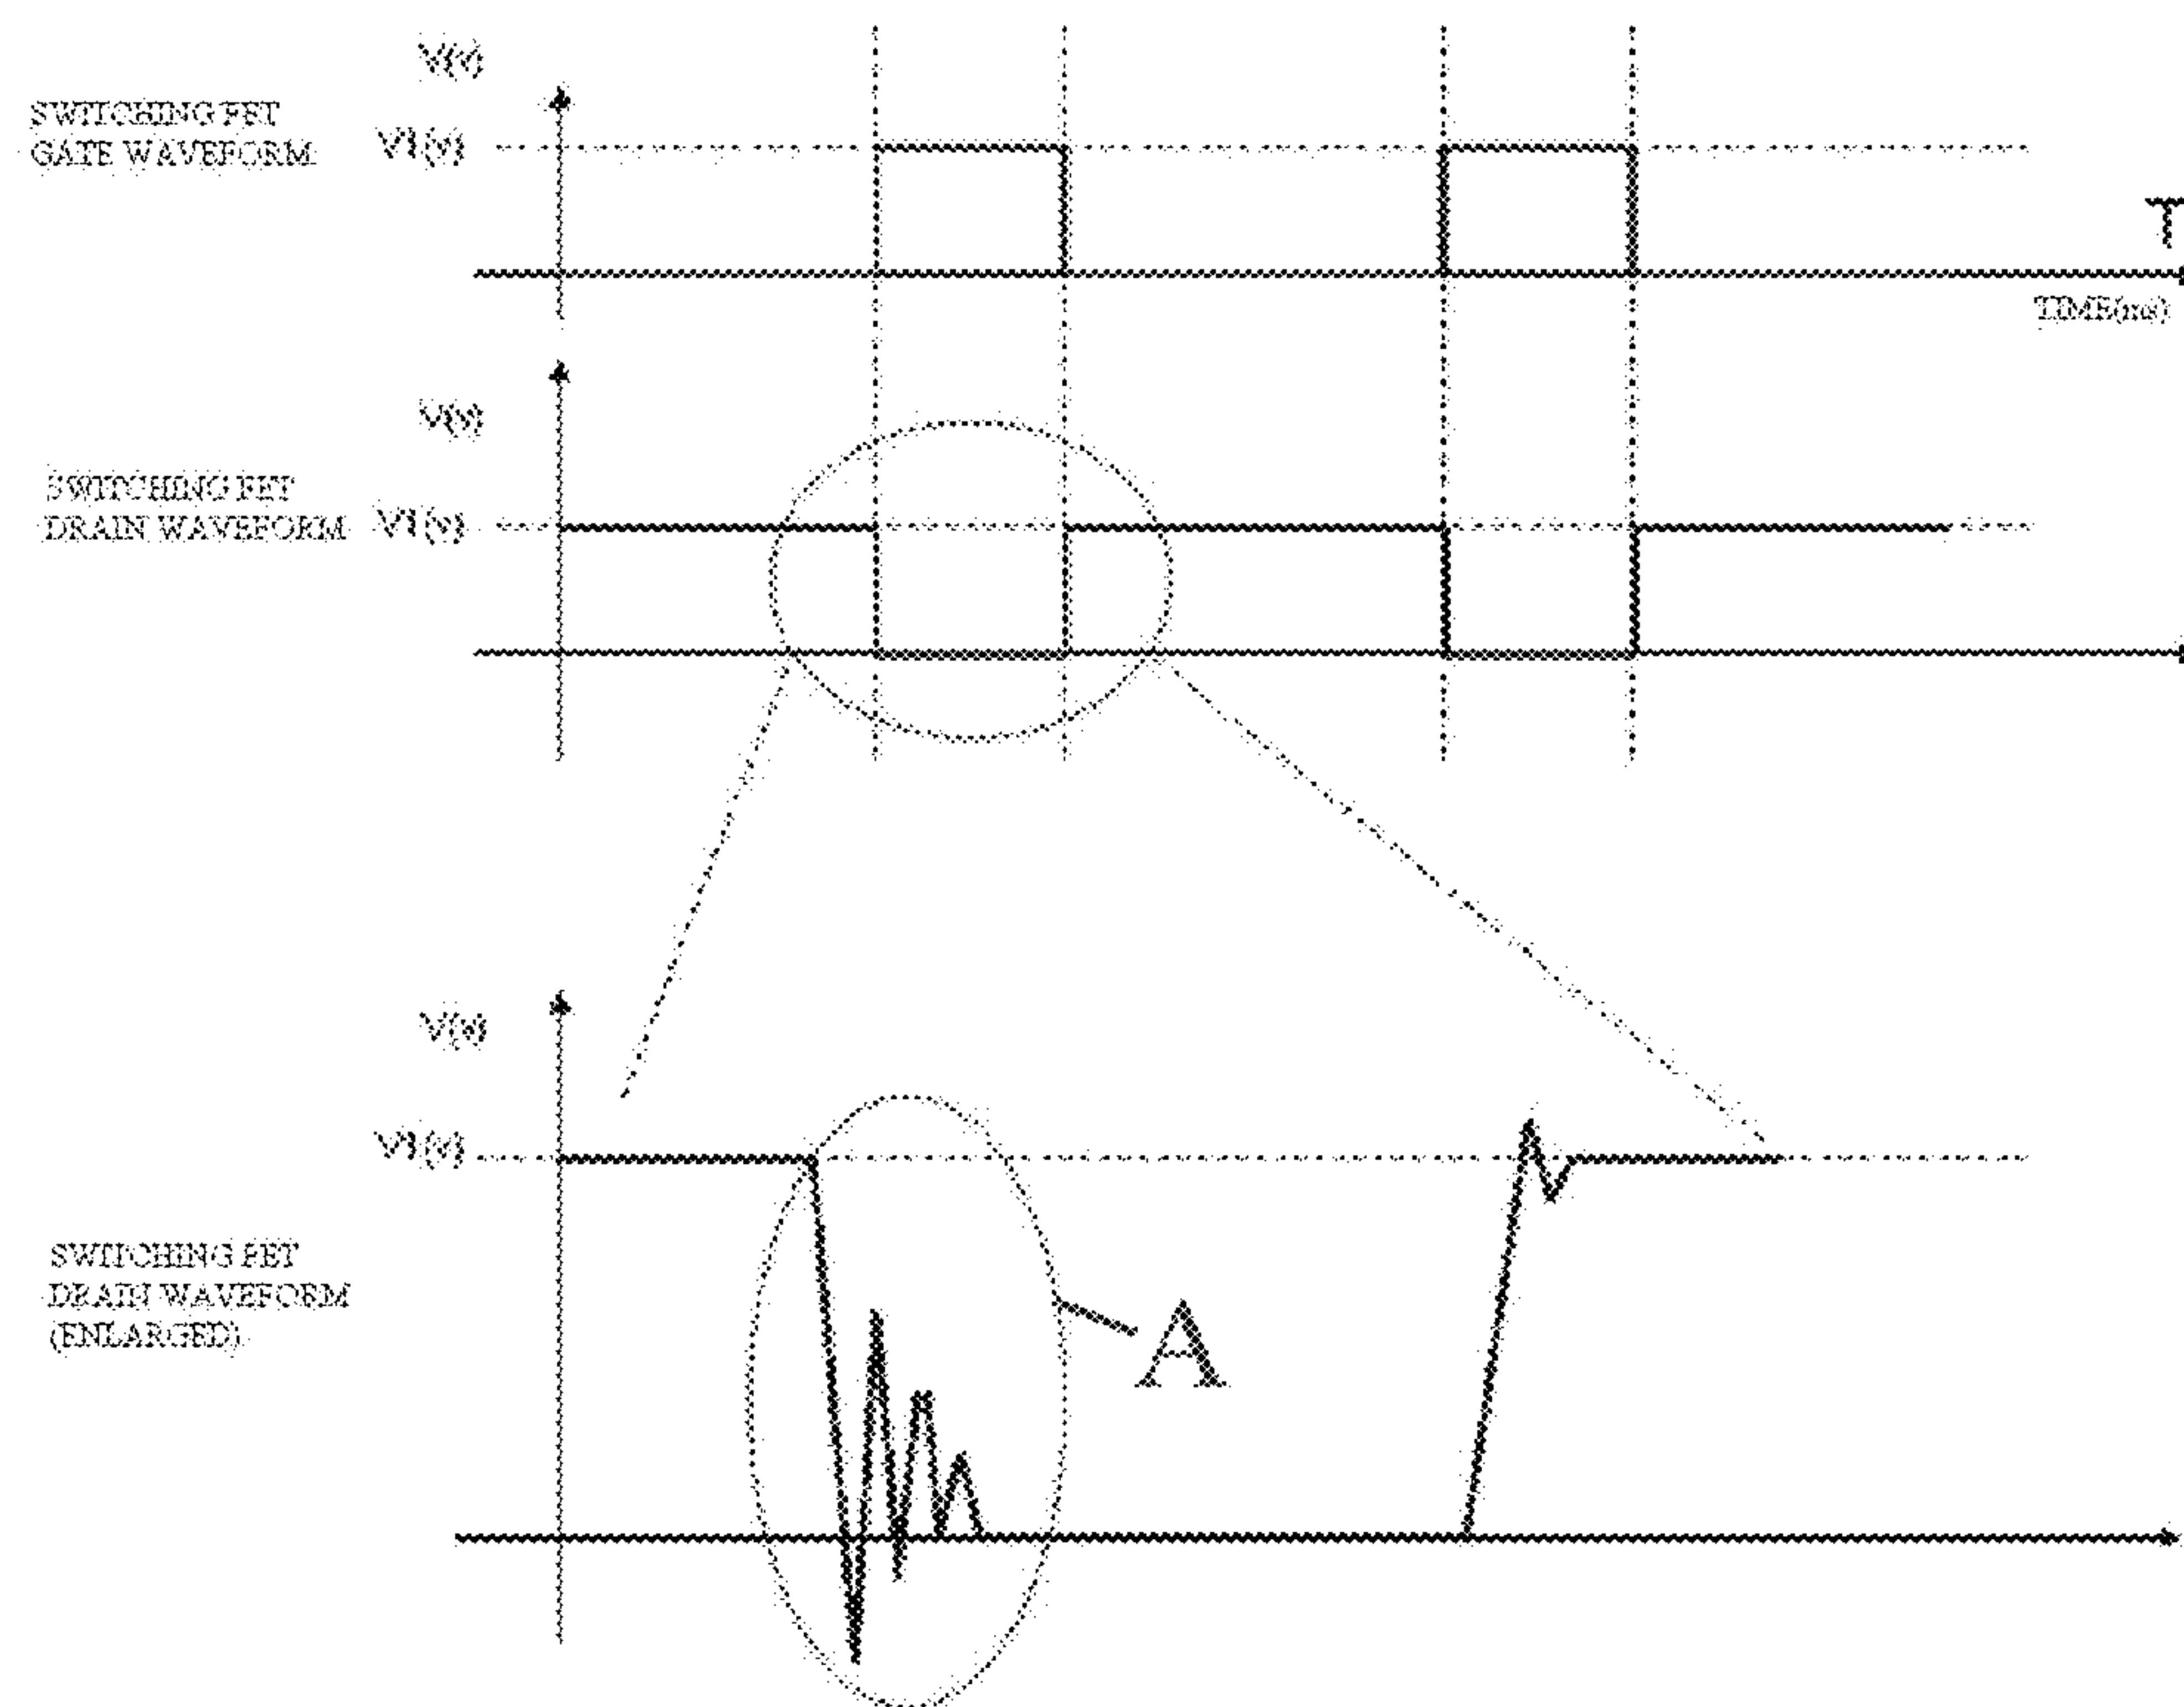 V(v)
SWITCHING FET
GATE WAVEFORM
V1(v)
T
TIME(ns)
V(v)
SWITCHING FET
DRAIN WAVEFORM
V1(v)
V(v)
V1(v)
A
SWITCHING FET
DRAIN WAVEFORM
(ENLARGED)